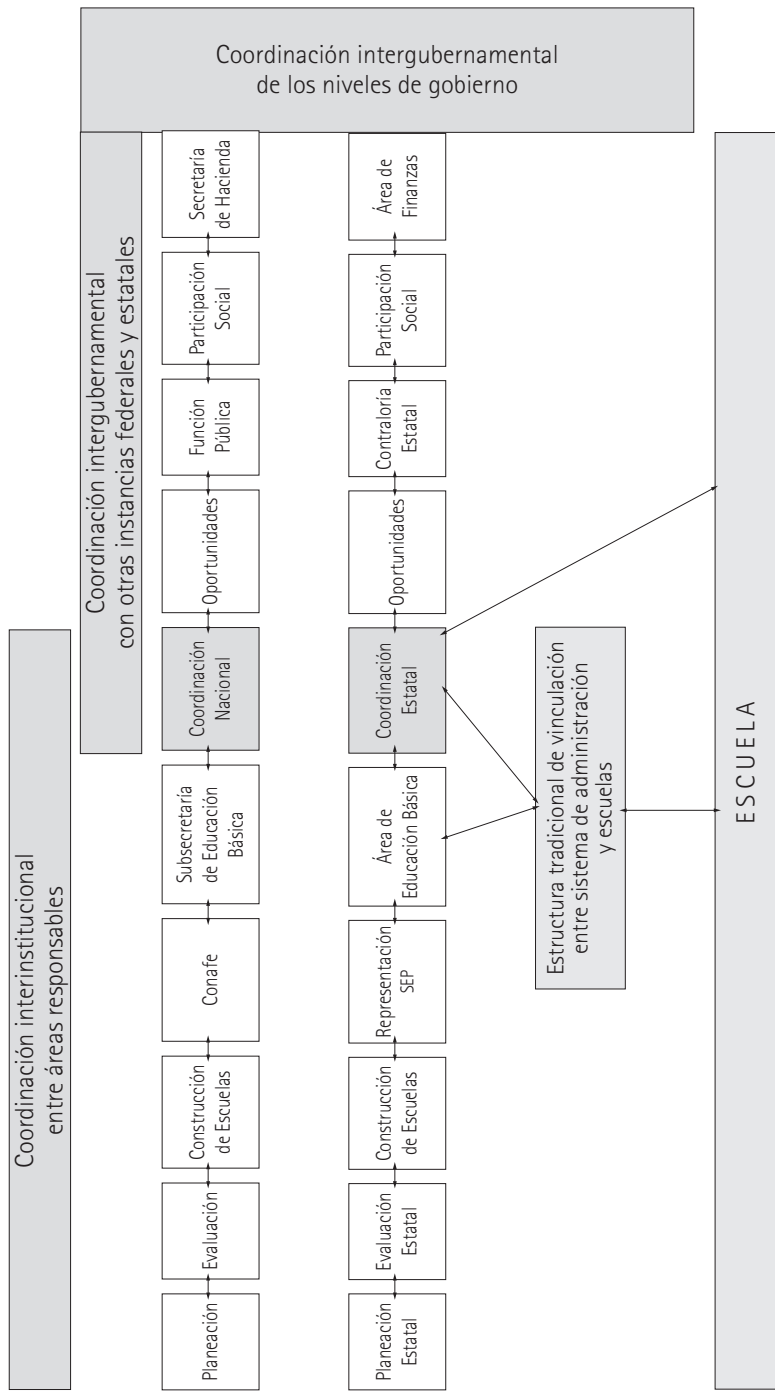 Coordinación interinstitucional
entre áreas responsables
Coordinación intergubernamental
con otras instancias federales y estatales
Coordinación intergubernamental
de los niveles de gobierno
Planeación
Evaluación
Construcción
de Escuelas
Conafe
Subsecretaría
de Educación
Básica
Coordinación
Nacional
Oportunidades
Función
Pública
Participación
Social
Secretaría
de Hacienda
Planeación
Estatal
Evaluación
Estatal
Construcción
de Escuelas
Representación
SEP
Área de
Educación Básica
Coordinación
Estatal
Oportunidades
Contraloría
Estatal
Participación
Social
Área de
Finanzas
Estructura tradicional de vinculación
entre sistema de administración
y escuelas
ESCUELA